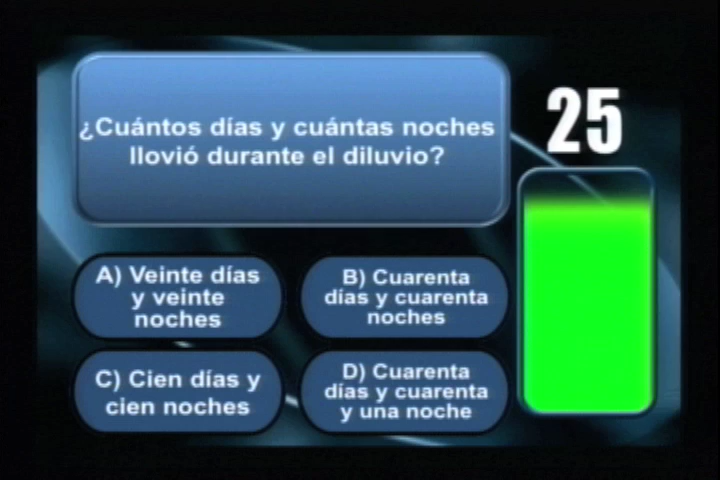 ¿Cuántos días y cuántas noches
llovió durante el diluvio?
25
A) Veinte días
y veinte
noches
B) Cuarenta
días y cuarenta
noches
C) Cien días y
cien noches
D) Cuarenta
días y cuarenta
y una noche